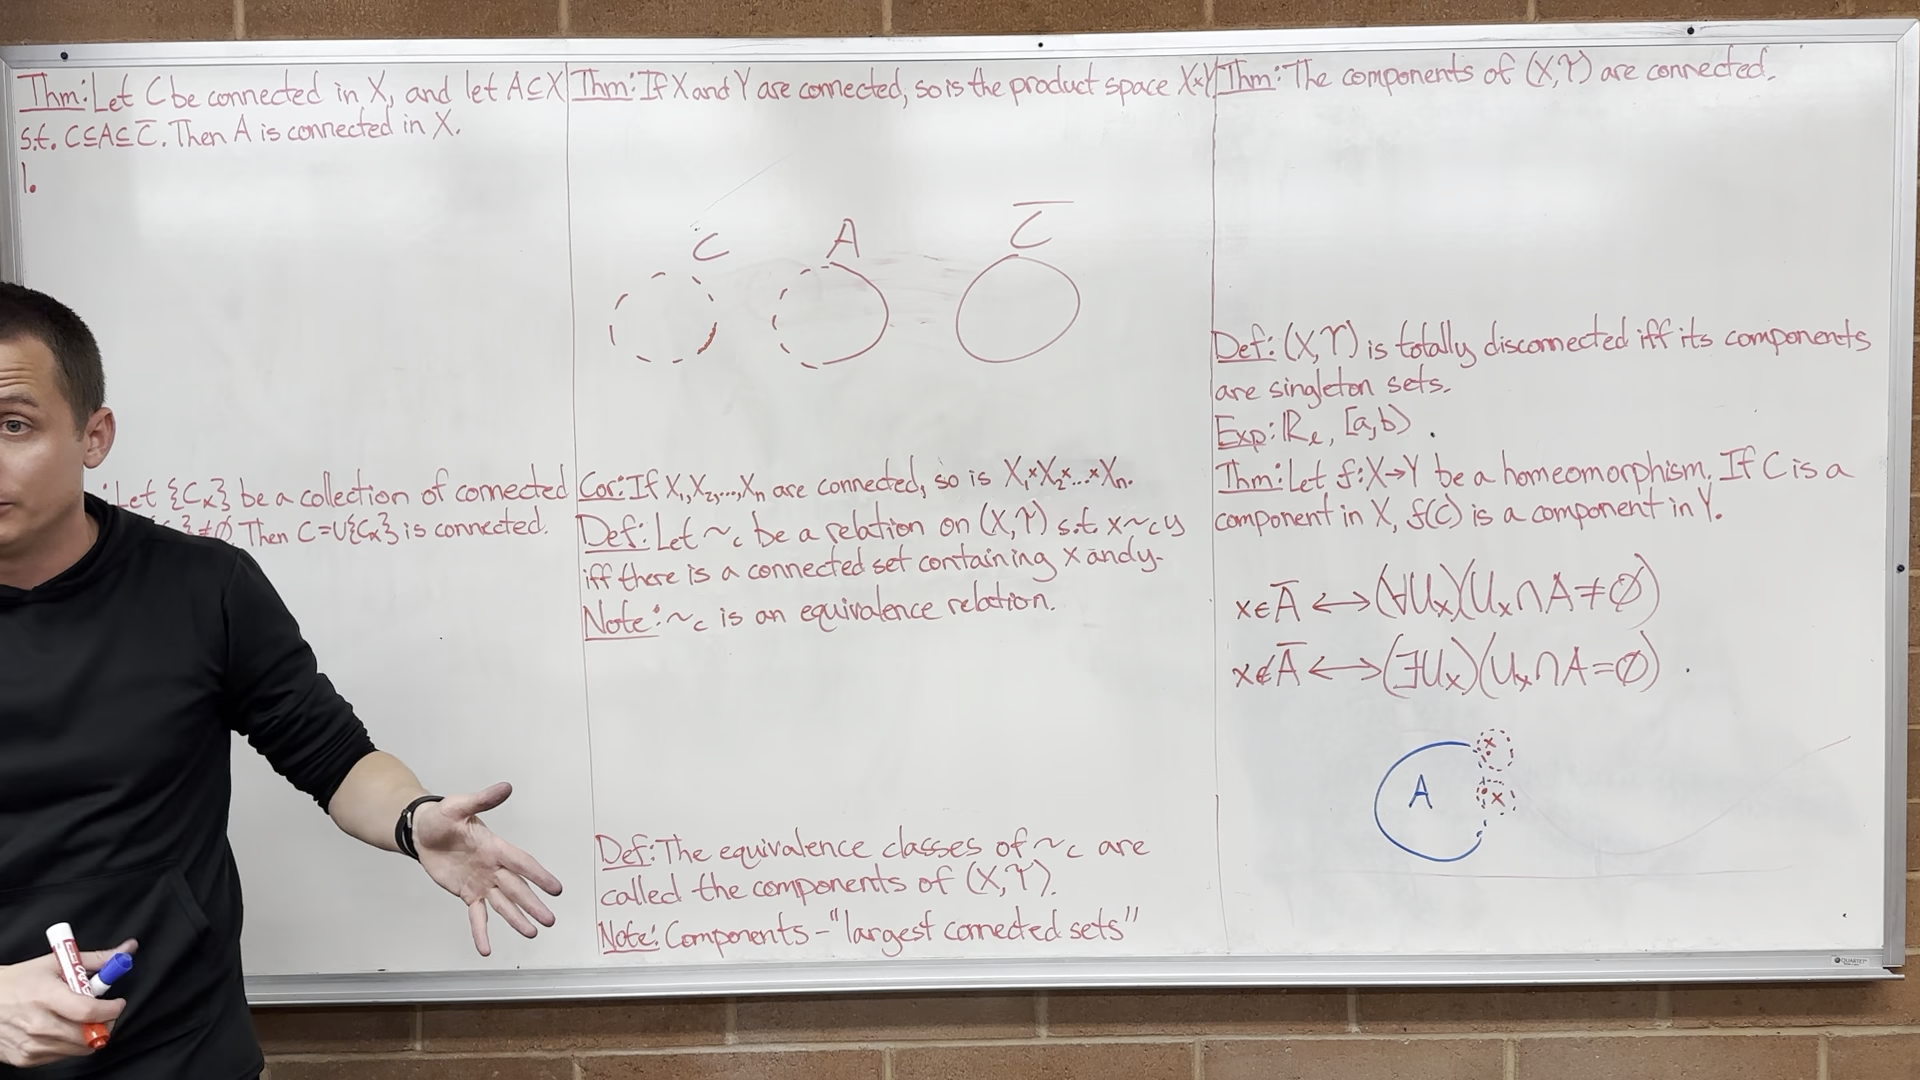 Thm: Let C be connected in X, and let A⊆X
s.t. C⊆A⊆C̅. Then A is connected in X.
1.
: Let {Cα} be a collection of connected
≠∅. Then C=∪{Cα} is connected.
Thm: If X and Y are connected, so is the product space X×Y
C A C̅
Cor: If X₁,X₂,...,Xn are connected, so is X₁×X₂×...×Xn.
Def: Let ~c be a relation on (X,τ) s.t. x~c y
iff there is a connected set containing x and y.
Note: ~c is an equivalence relation.
Def: The equivalence classes of ~c are
called the components of (X,τ).
Note: Components - "largest connected sets"
Thm: The components of (X,τ) are connected.
Def: (X,τ) is totally disconnected iff its components
are singleton sets.
Exp: ℝℓ, [a,b).
Thm: Let f:X→Y be a homeomorphism. If C is a
component in X, f(C) is a component in Y.
x∈A̅ ⟷ (∀Ux)(Ux∩A≠∅)
x∉A̅ ⟷ (∃Ux)(Ux∩A=∅).
x
A x
QUARTET